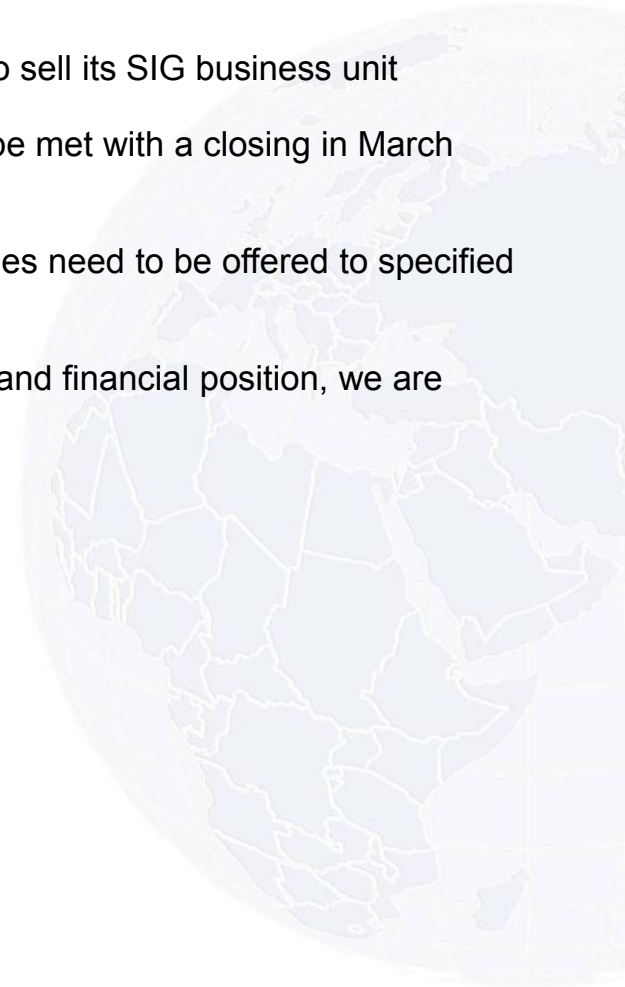 sell its SIG business unit
be met with a closing in March
need to be offered to specified
and financial position, we are